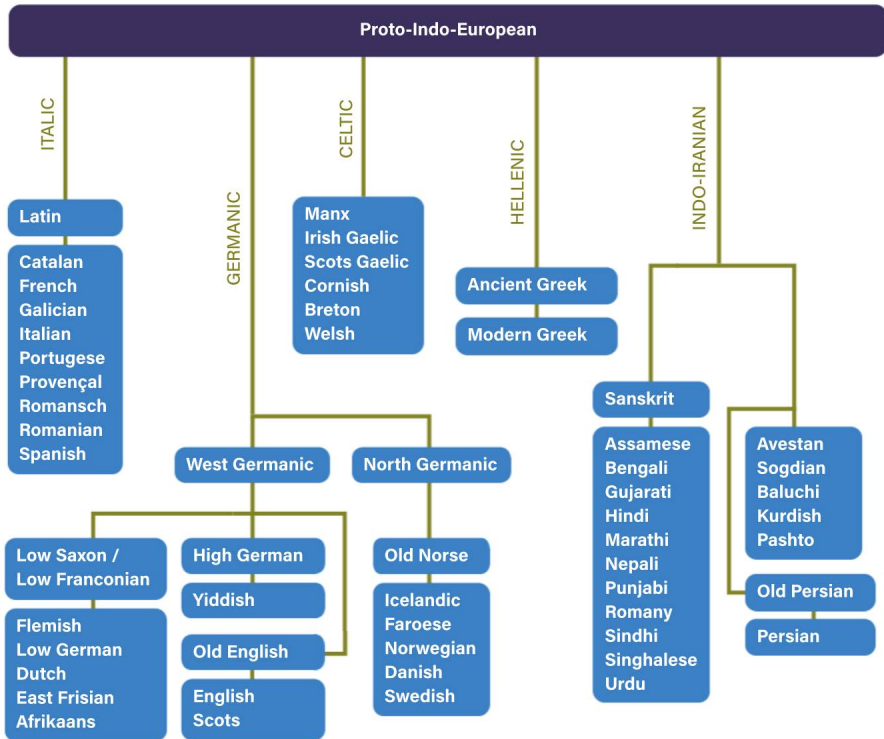 Proto-Indo-European
ITALIC
Latin
Catalan
French
Galician
Italian
Portugese
Provençal
Romansch
Romanian
Spanish
GERMANIC
West Germanic
Low Saxon /
Low Franconian
Flemish
Low German
Dutch
East Frisian
Afrikaans
High German
Yiddish
Old English
English
Scots
North Germanic
Old Norse
Icelandic
Faroese
Norwegian
Danish
Swedish
CELTIC
Manx
Irish Gaelic
Scots Gaelic
Cornish
Breton
Welsh
HELLENIC
Ancient Greek
Modern Greek
INDO-IRANIAN
Sanskrit
Assamese
Bengali
Gujarati
Hindi
Marathi
Nepali
Punjabi
Romany
Sindhi
Singhalese
Urdu
Avestan
Sogdian
Baluchi
Kurdish
Pashto
Old Persian
Persian